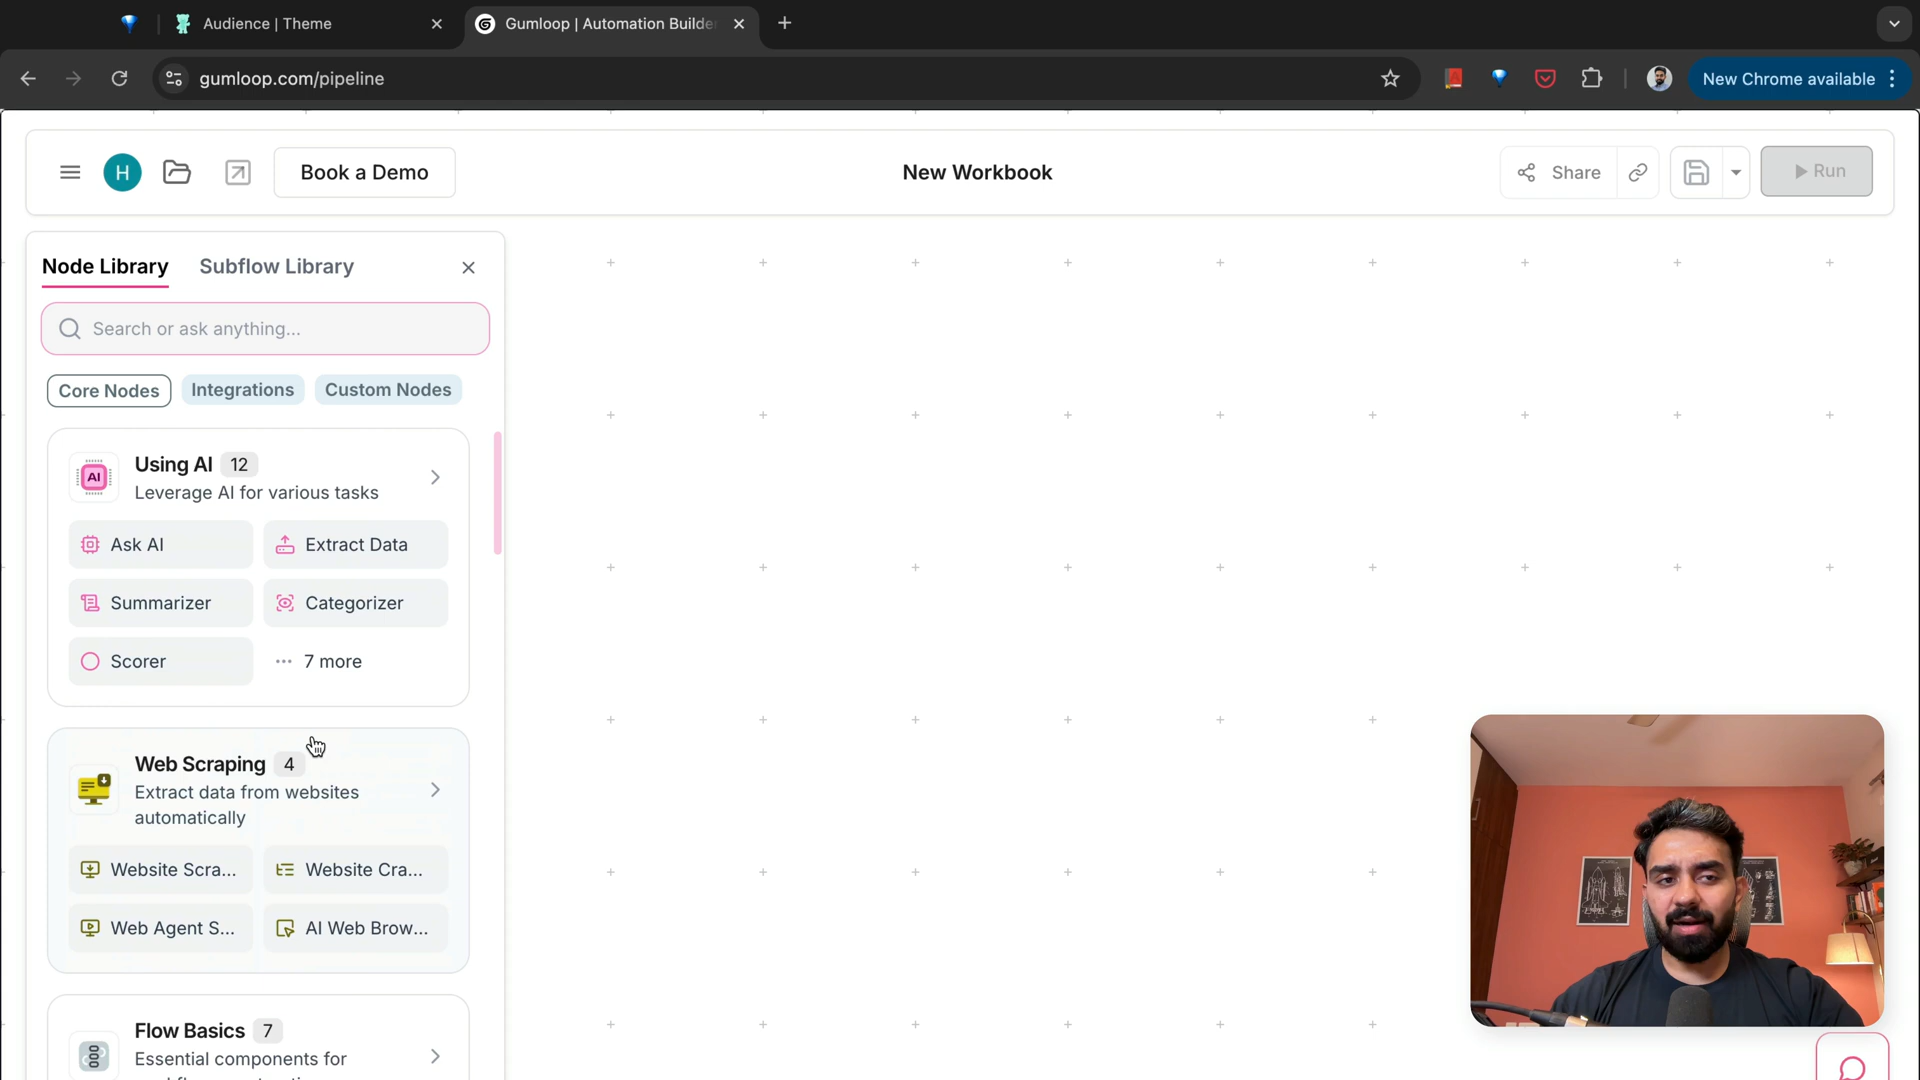 Audience | Theme
Gumloop | Automation Builder
gumloop.com/pipeline
New Chrome available
H
Book a Demo
New Workbook
Share
Run
Node Library
Subflow Library
Search or ask anything...
Core Nodes
Integrations
Custom Nodes
Using AI 12
AI
Leverage AI for various tasks
Ask AI
Extract Data
Summarizer
Categorizer
Scorer
7 more
Web Scraping 4
Extract data from websites
automatically
Website Scra...
Website Cra...
Web Agent S...
AI Web Brow...
Flow Basics 7
Essential components for